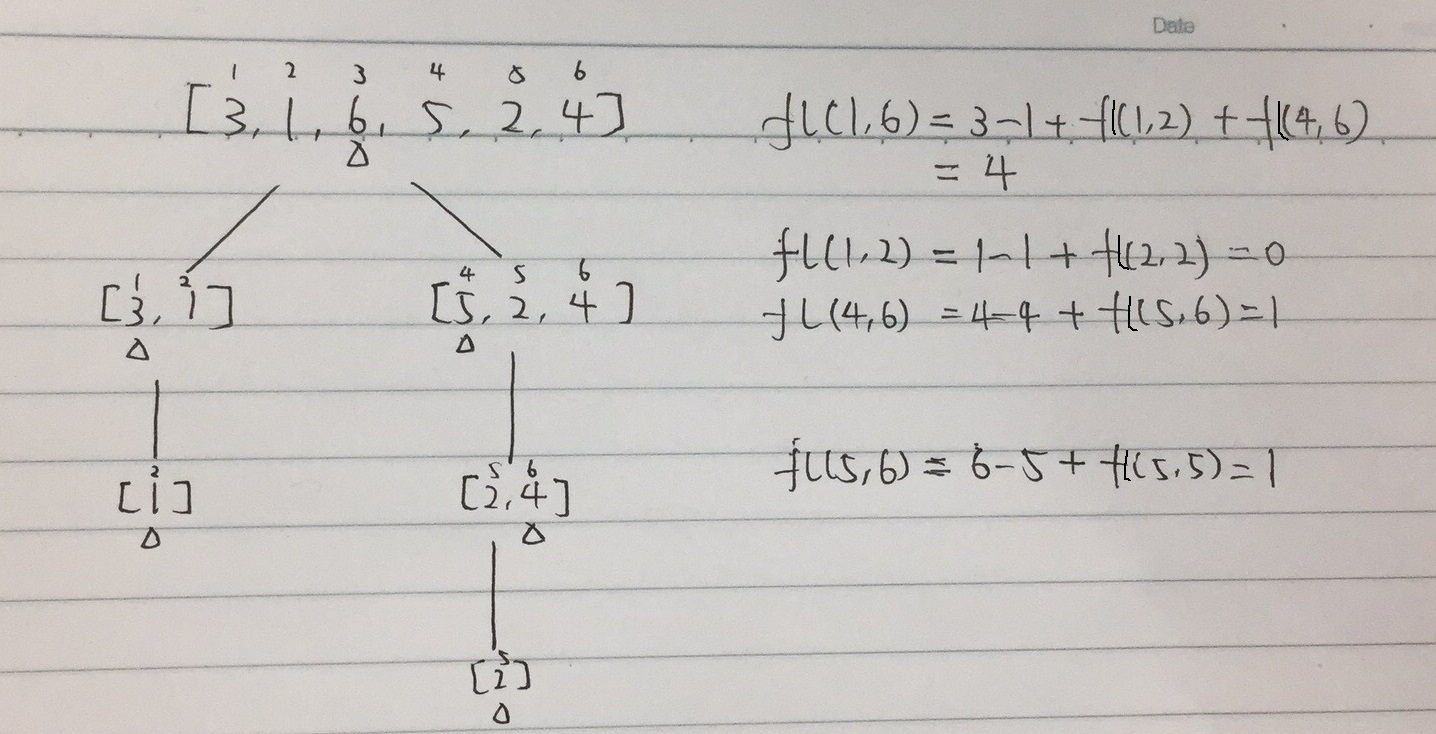 Date
1 2 3 4 5 6
[3, 1, 6, 5, 2, 4]
fl(1,6) = 3-1 + fl(1,2) + fl(4,6)
= 4
fl(1,2) = 1-1 + fl(2,2) = 0
1 2
[3, 1]
4 5 6
[5, 2, 4]
fl(4,6) = 4-4 + fl(5,6) = 1
2
[1]
5 6
[2, 4]
fl(5,6) = 6-5 + fl(5,5) = 1
5
[2]